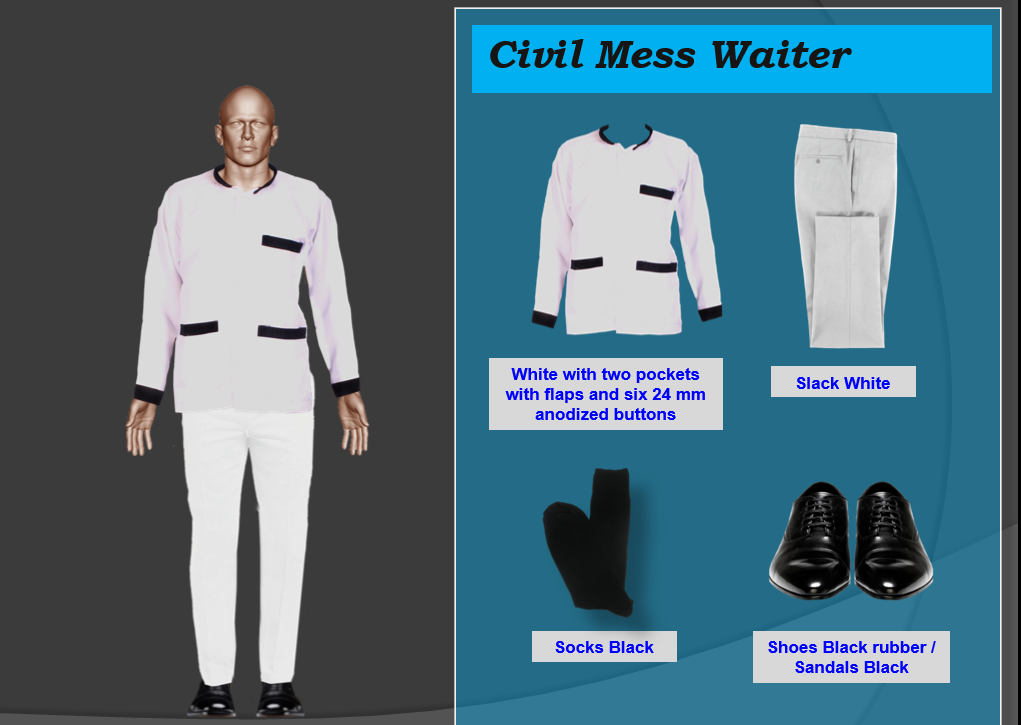 Civil Mess Waiter
White with two pockets
with flaps and six 24 mm
anodized buttons
Slack White
Socks Black
Shoes Black rubber /
Sandals Black